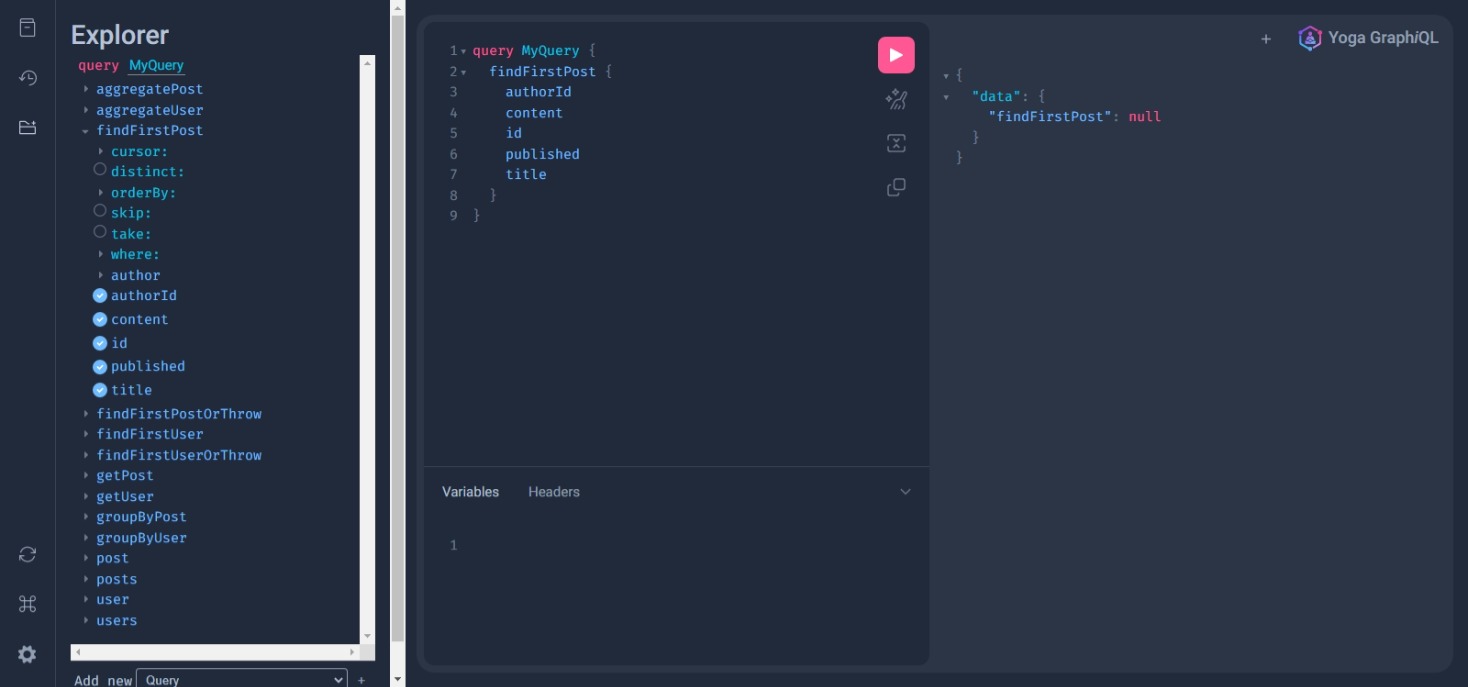 Explorer
query MyQuery
aggregatePost
aggregateUser
findFirstPost
cursor:
distinct:
orderBy:
skip:
take:
where:
author
authorId
content
id
published
title
findFirstPostOrThrow
findFirstUser
findFirstUserOrThrow
getPost
getUser
groupByPost
groupByUser
post
posts
user
users
Add new Query +
1 query MyQuery {
2 findFirstPost {
3 authorId
4 content
5 id
6 published
7 title
8 }
9 }
Variables Headers
1
+ Yoga GraphiQL
{
"data": {
"findFirstPost": null
}
}